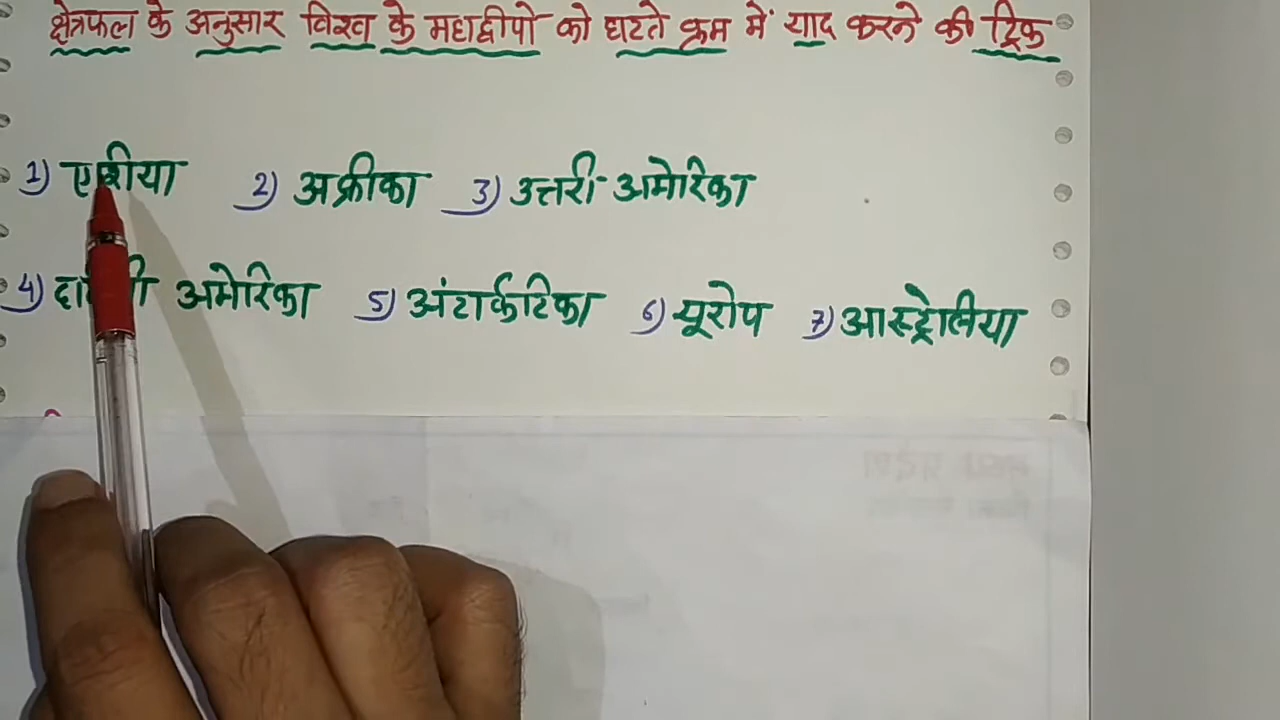 क्षेत्रफल के अनुसार विश्व के महाद्वीपो को घटते क्रम में याद करने की ट्रिक
1) एशीया 2) अफ्रीका 3) उत्तरी अमेरिका
4) अमेरिका 5) अंटार्कटिका 6) यूरोप 7) आस्ट्रेलिया